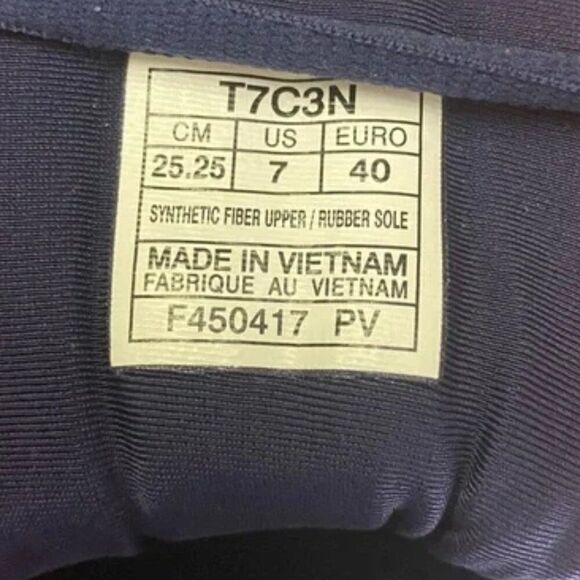 T7C3N
CM US EURO
25.25 7 40
SYNTHETIC FIBER UPPER / RUBBER SOLE
MADE IN VIETNAM
FABRIQUE AU VIETNAM
F450417 PV